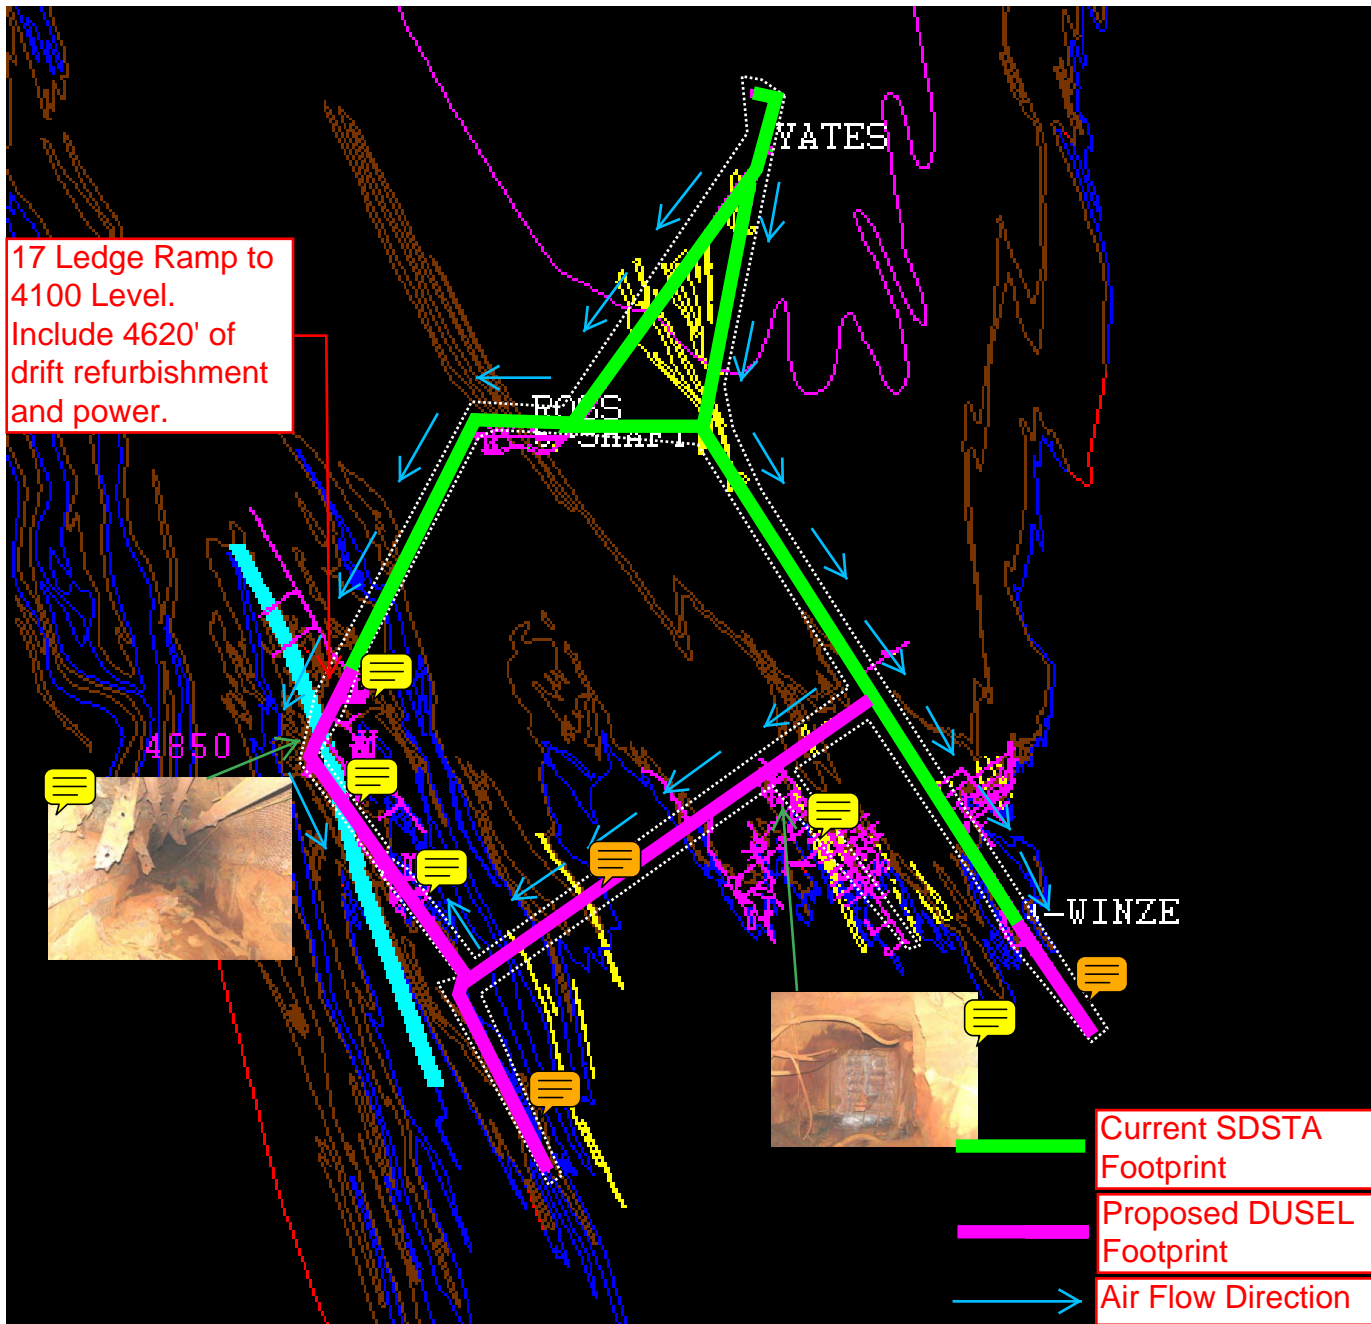 YATES
17 Ledge Ramp to
4100 Level.
Include 4620' of
drift refurbishment
and power.
ROSS
SHAFT
4850
-WINZE
Current SDSTA
Footprint
Proposed DUSEL
Footprint
Air Flow Direction